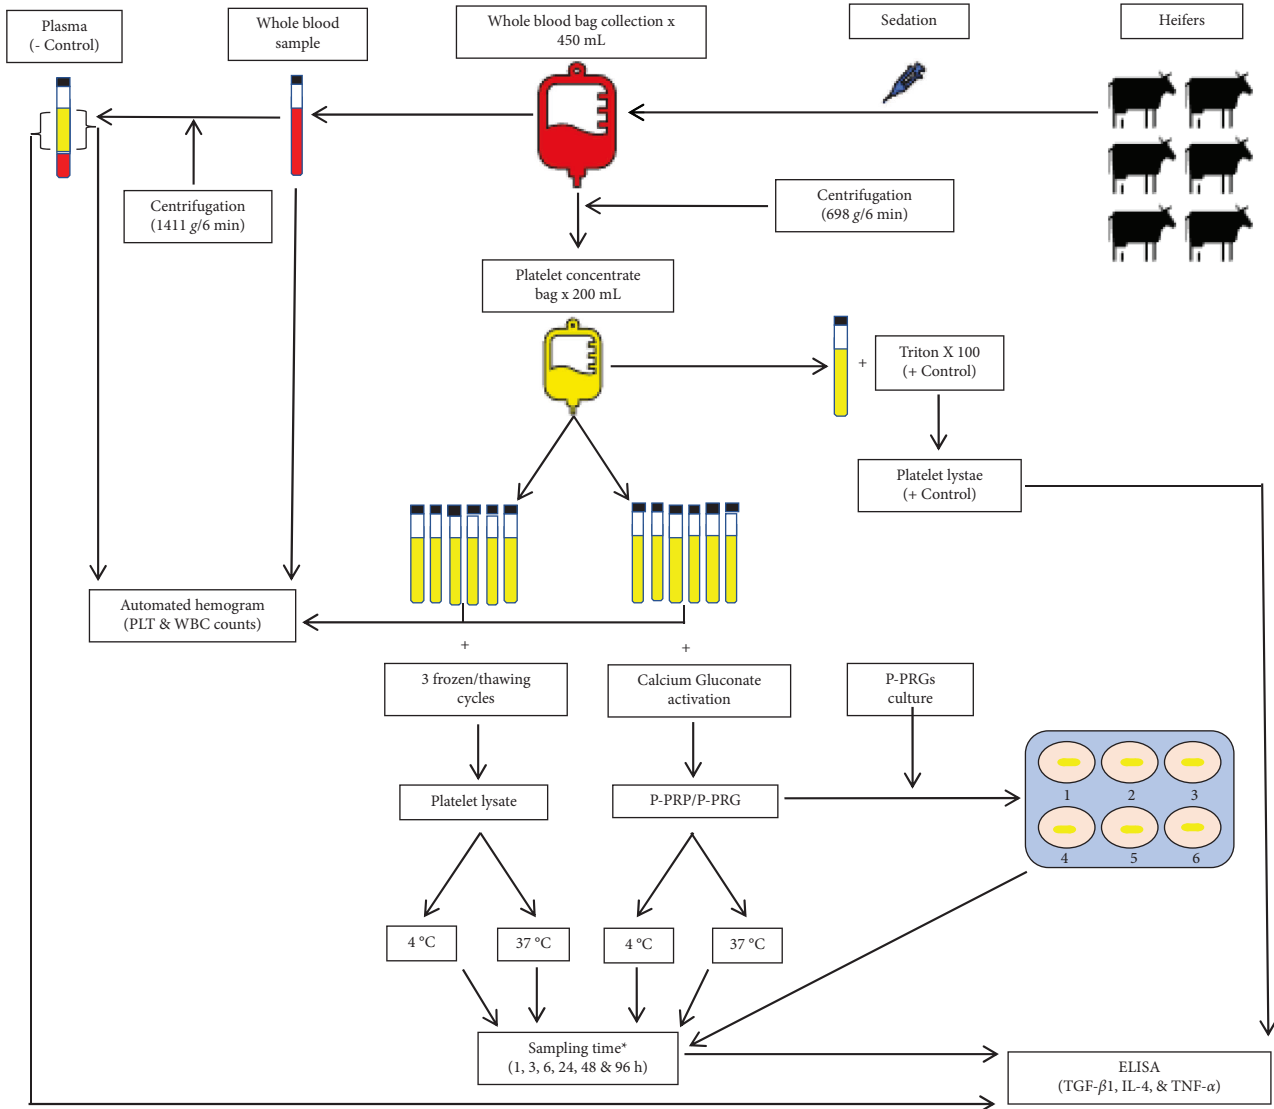 Plasma
(- Control)
Whole blood
sample
Whole blood bag collection x
450 mL
Sedation
Heifers
Centrifugation
(1411 g/6 min)
Centrifugation
(698 g/6 min)
Platelet concentrate
bag x 200 mL
+
Triton X 100
(+ Control)
Platelet lystae
(+ Control)
Automated hemogram
(PLT & WBC counts)
+
+
3 frozen/thawing
cycles
Calcium Gluconate
activation
P-PRGs
culture
Platelet lysate
P-PRP/P-PRG
1
2
3
4
5
6
4 °C
37 °C
4 °C
37 °C
Sampling time*
(1, 3, 6, 24, 48 & 96 h)
ELISA
(TGF-β1, IL-4, & TNF-α)